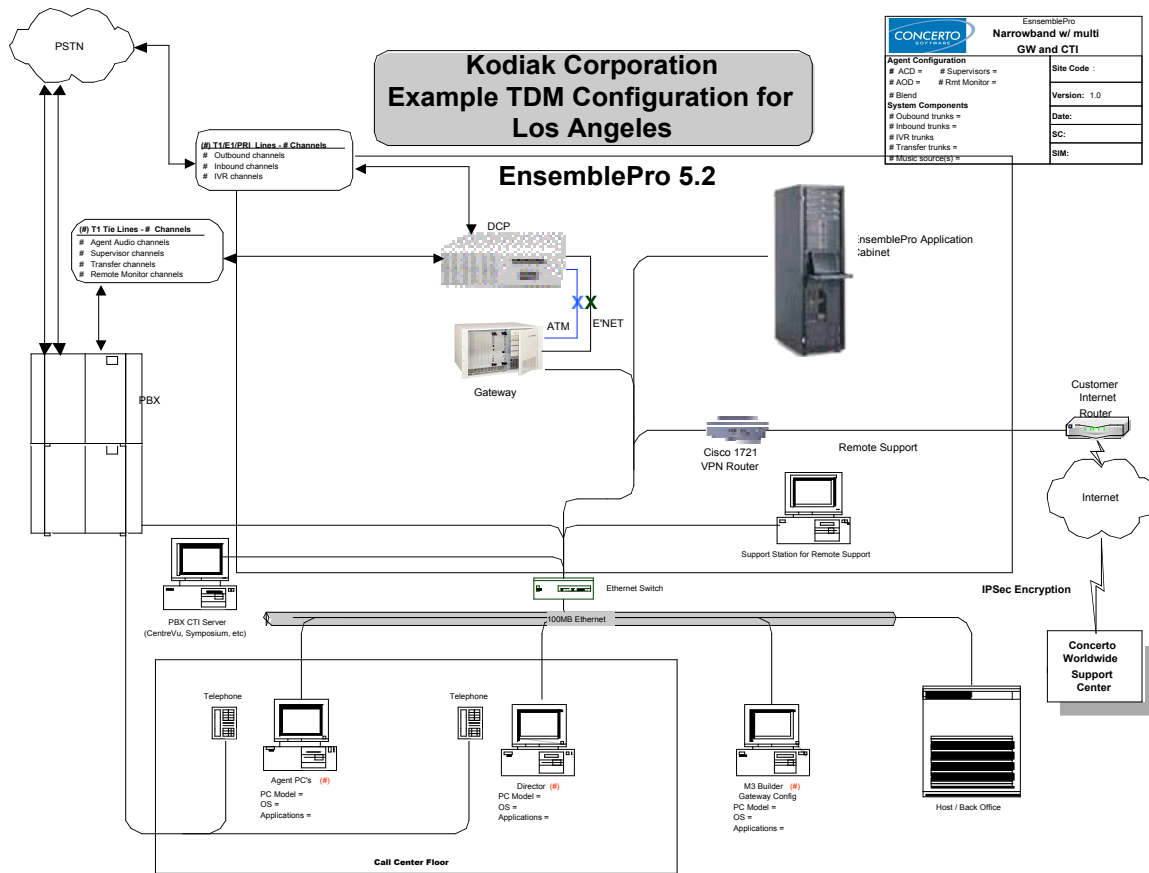 PSTN
Kodiak Corporation
Example TDM Configuration for
Los Angeles
EnsemblePro 5.2
CONCERTO
SOFTWARE
EsnsemblePro
Narrowband w/ multi
GW and CTI
Agent Configuration
# ACD = # Supervisors =
# AOD = # Rmt Monitor =
# Blend
System Components
# Oubound trunks =
# Inbound trunks =
# IVR trunks
# Transfer trunks =
# Music source(s) =
Site Code :
Version: 1.0
Date:
SC:
SIM:
(#) T1/E1/PRI Lines - # Channels
# Outbound channels
# Inbound channels
# IVR channels
(#) T1 Tie Lines - # Channels
# Agent Audio channels
# Supervisor channels
# Transfer channels
# Remote Monitor channels
DCP
EnsemblePro Application
Cabinet
X X
ATM
E'NET
Gateway
PBX
Customer
Internet
Router
Cisco 1721
VPN Router
Remote Support
Internet
Support Station for Remote Support
Ethernet Switch
IPSec Encryption
PBX CTI Server
(CentreVu, Symposium, etc)
100MB Ethernet
Concerto
Worldwide
Support
Center
Telephone
Telephone
Agent PC's (#)
PC Model =
OS =
Applications =
Director (#)
PC Model =
OS =
Applications =
M3 Builder (#)
Gateway Config
PC Model =
OS =
Applications =
Host / Back Office
Call Center Floor